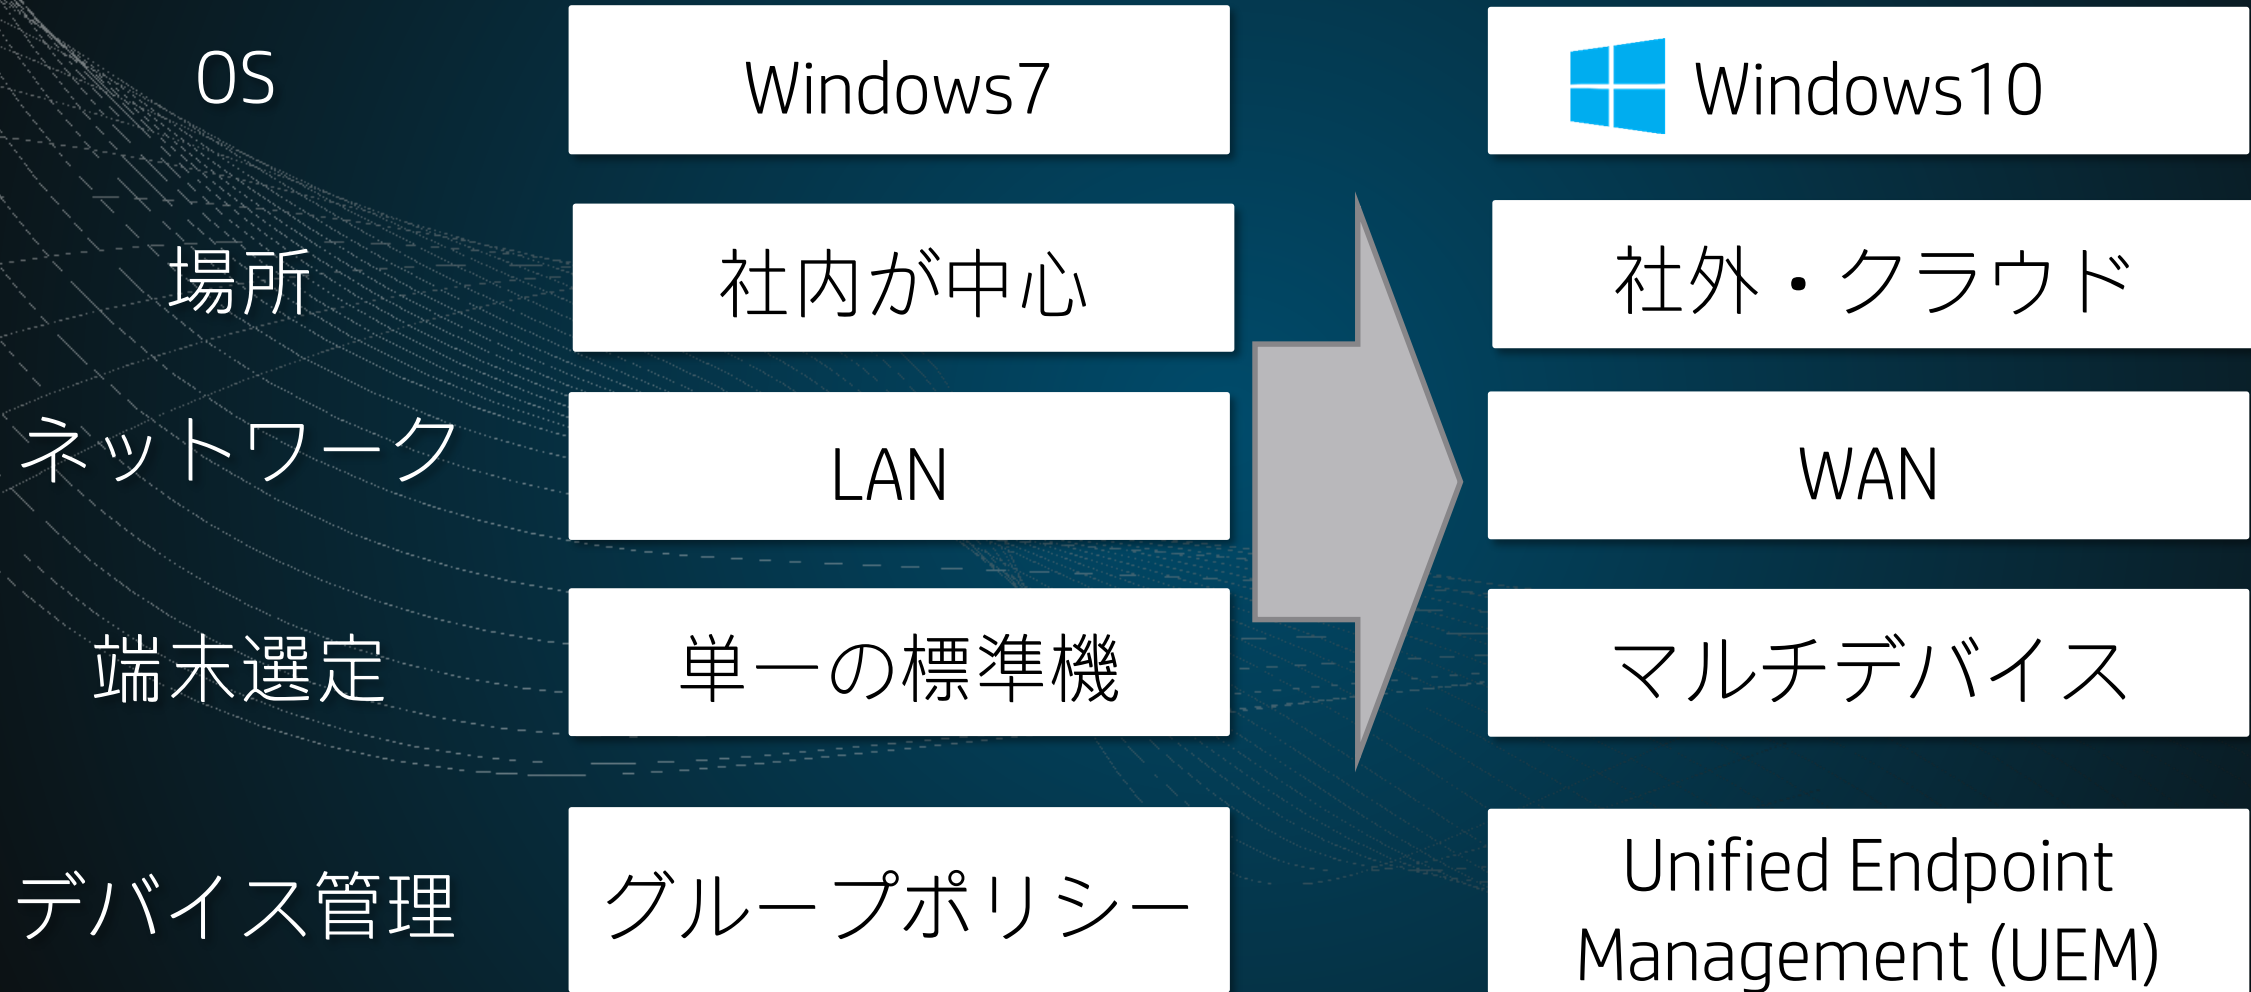 OS
Windows7
Windows10
場所
社内が中心
社外・クラウド
ネットワーク
LAN
WAN
端末選定
単一の標準機
マルチデバイス
デバイス管理
グループポリシー
Unified Endpoint
Management (UEM)